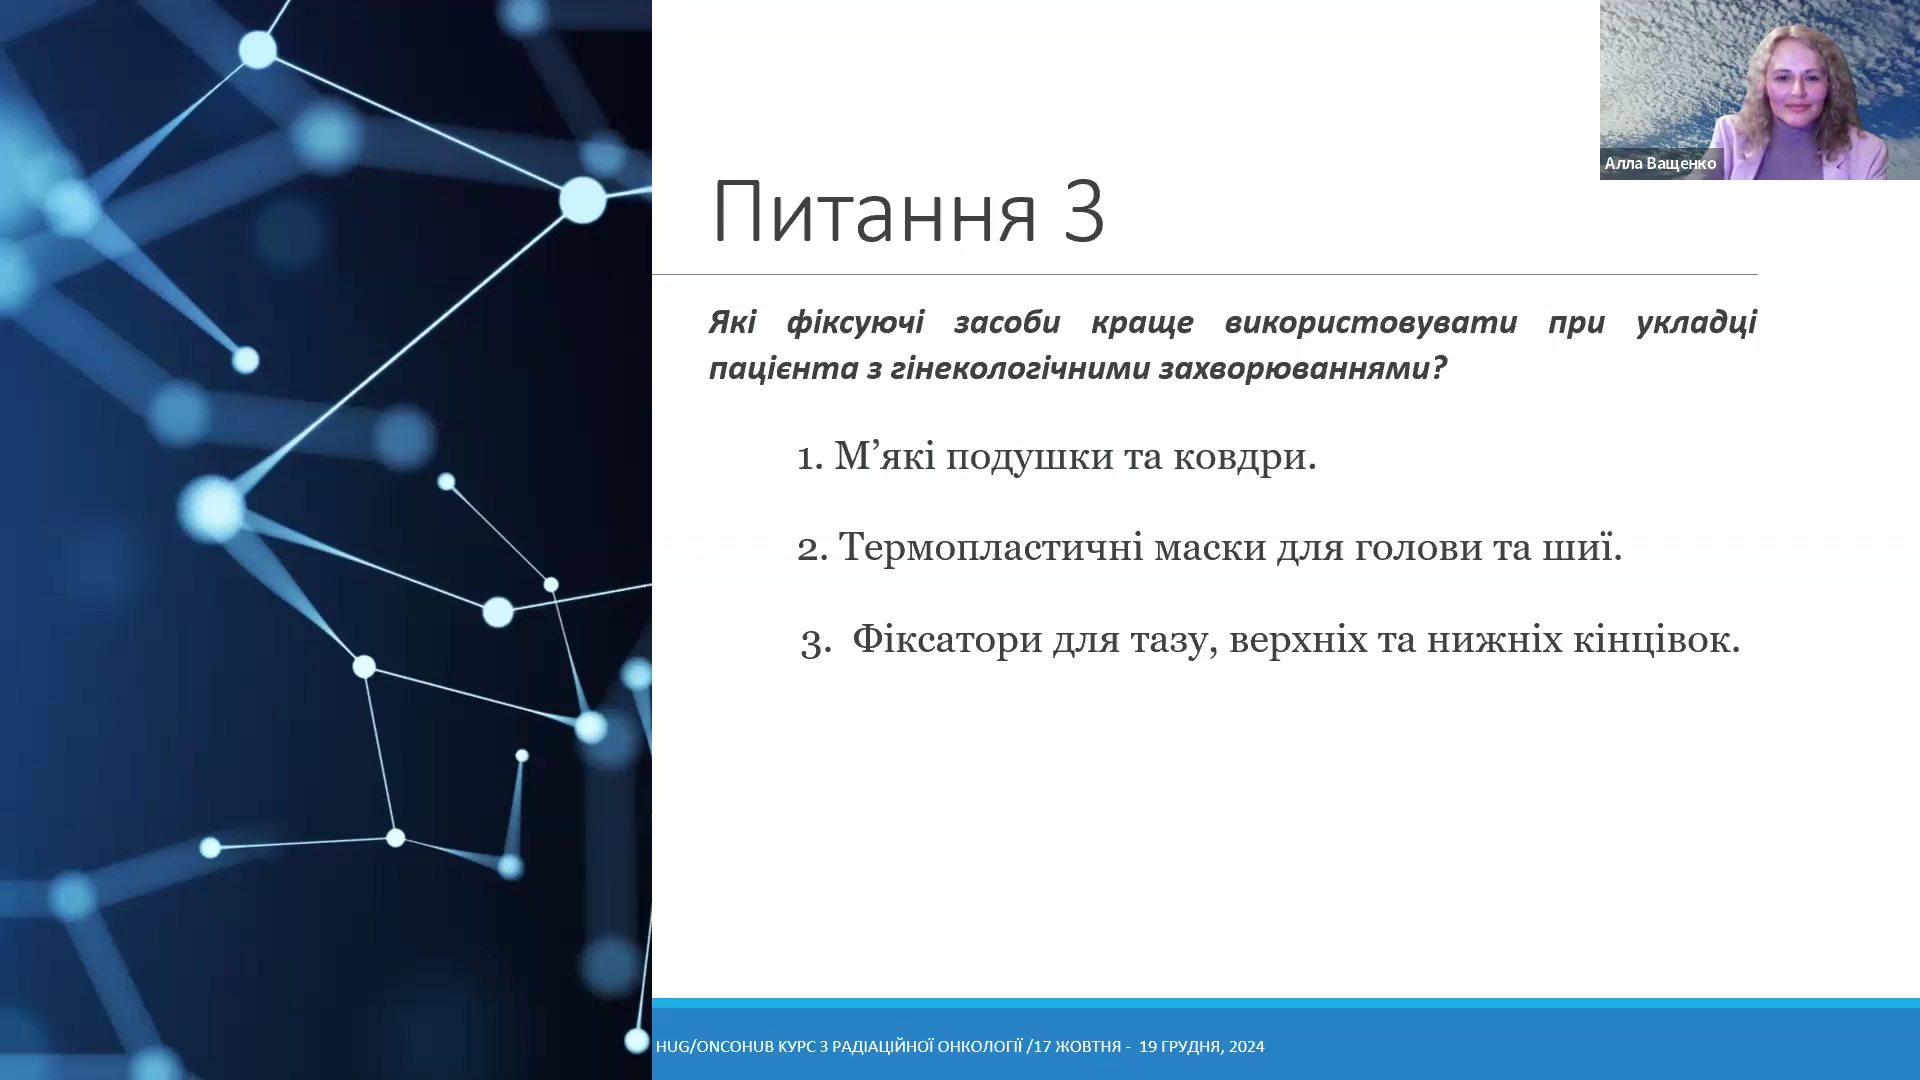 Алла Ващенко
Питання 3
Які фіксуючі засоби краще використовувати при укладці
пацієнта з гінекологічними захворюваннями?
1. М’які подушки та ковдри.
2. Термопластичні маски для голови та шиї.
3. Фіксатори для тазу, верхніх та нижніх кінцівок.
HUG/ONCOHUB КУРС З РАДІАЦІЙНОЇ ОНКОЛОГІЇ /17 ЖОВТНЯ - 19 ГРУДНЯ, 2024